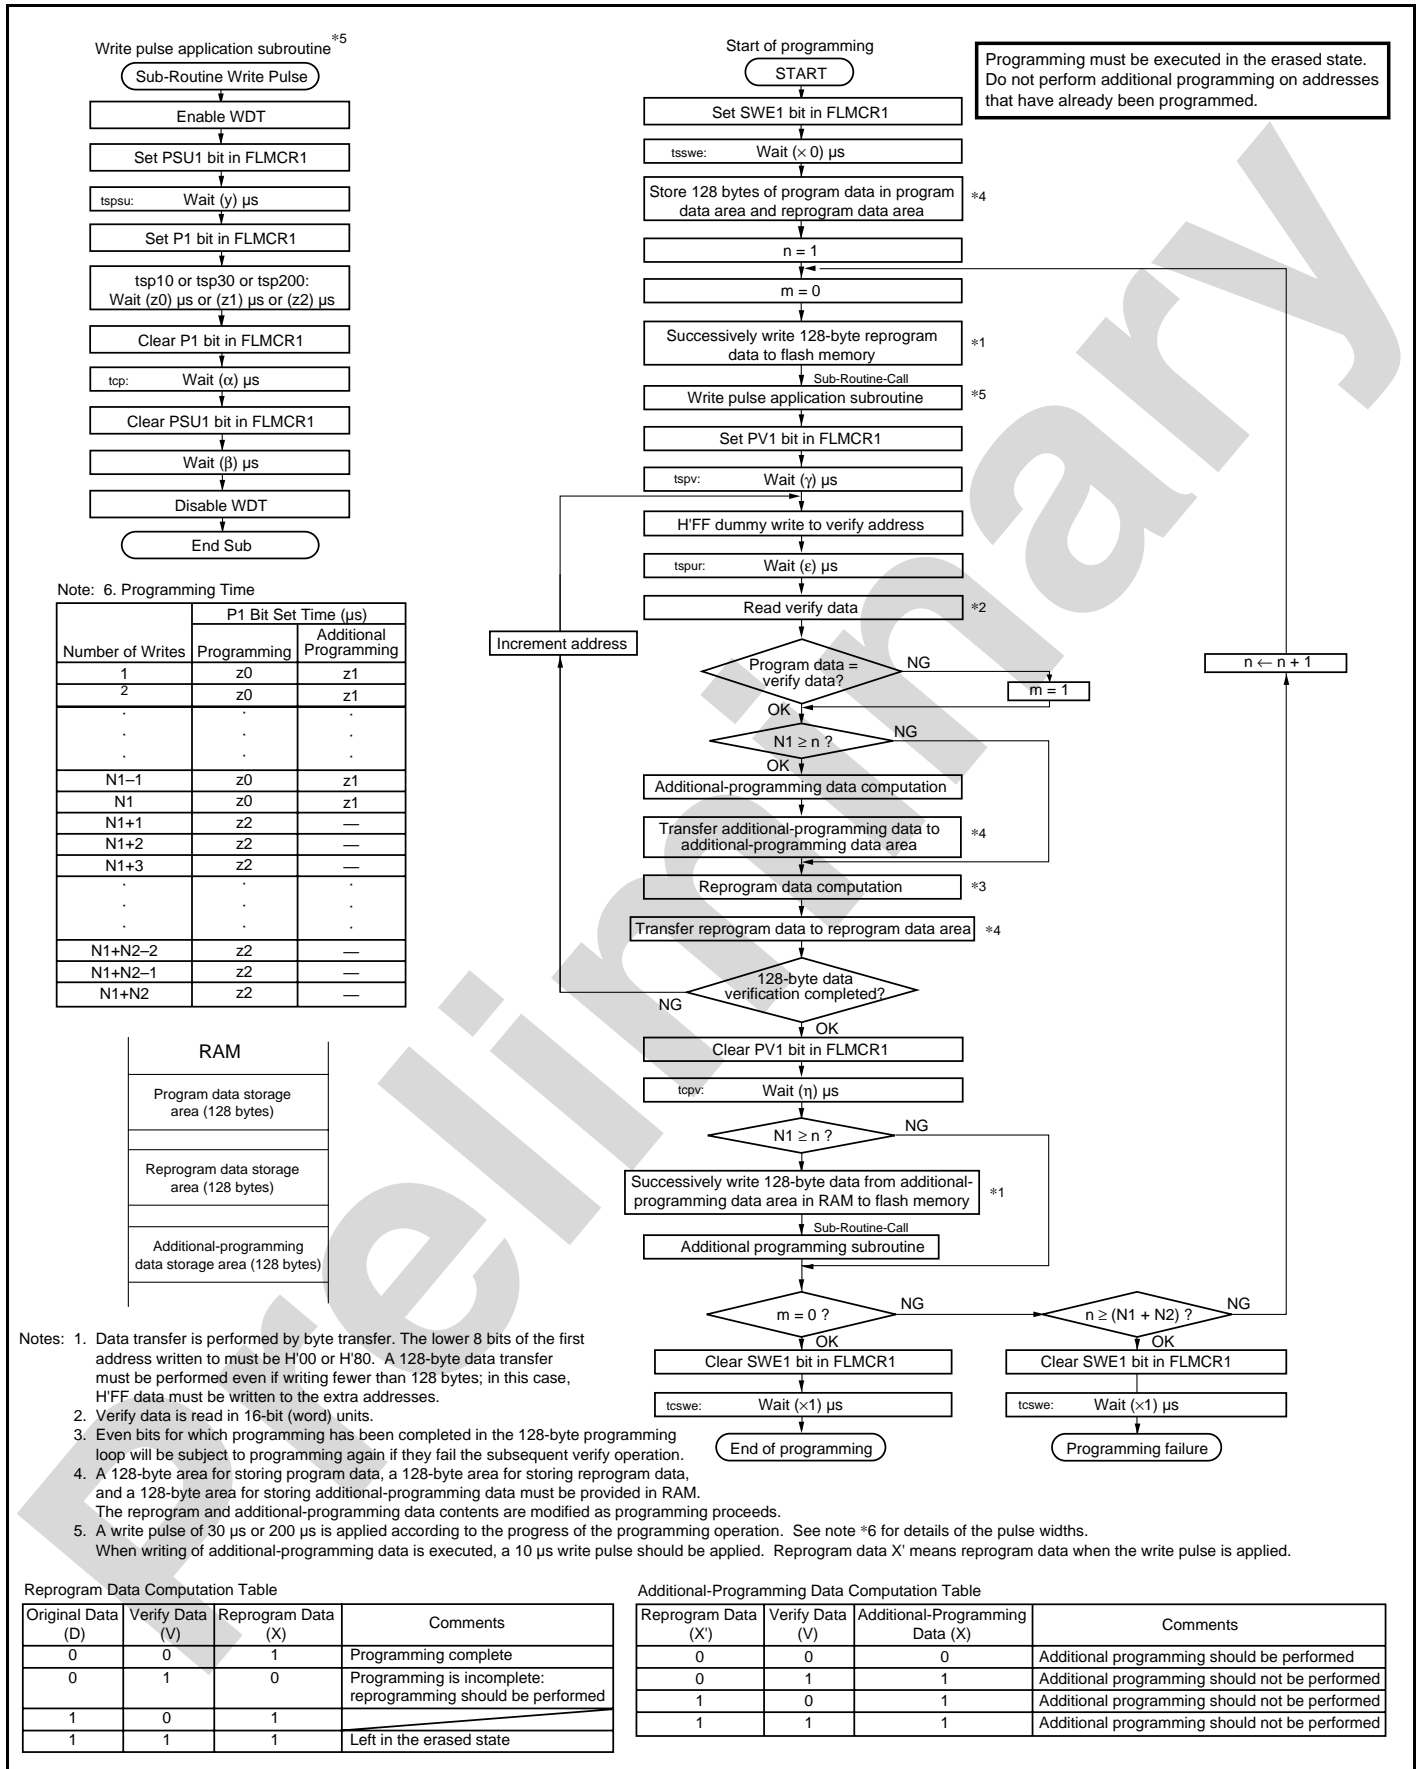 Write pulse application subroutine*5
Sub-Routine Write Pulse
Enable WDT
Set PSU1 bit in FLMCR1
tspsu: Wait (y) µs
Set P1 bit in FLMCR1
tsp10 or tsp30 or tsp200:
Wait (z0) µs or (z1) µs or (z2) µs
Clear P1 bit in FLMCR1
tcp: Wait (α) µs
Clear PSU1 bit in FLMCR1
Wait (β) µs
Disable WDT
End Sub
Note: 6. Programming Time
P1 Bit Set Time (µs)
Number of Writes Programming Additional Programming
1 z0 z1
2 z0 z1
. . .
. . .
. . .
N1–1 z0 z1
N1 z0 z1
N1+1 z2 —
N1+2 z2 —
N1+3 z2 —
. . .
. . .
. . .
N1+N2–2 z2 —
N1+N2–1 z2 —
N1+N2 z2 —
RAM
Program data storage
area (128 bytes)
Reprogram data storage
area (128 bytes)
Additional-programming
data storage area (128 bytes)
Start of programming
START
Programming must be executed in the erased state.
Do not perform additional programming on addresses
that have already been programmed.
Set SWE1 bit in FLMCR1
tsswe: Wait (× 0) µs
Store 128 bytes of program data in program
data area and reprogram data area *4
n = 1
m = 0
Successively write 128-byte reprogram
data to flash memory *1
Sub-Routine-Call
Write pulse application subroutine *5
Set PV1 bit in FLMCR1
tspv: Wait (γ) µs
H'FF dummy write to verify address
tspur: Wait (ε) µs
Read verify data *2
Increment address
Program data =
verify data?
NG
m = 1
n ← n + 1
OK
N1 ≥ n ?
NG
OK
Additional-programming data computation
Transfer additional-programming data to
additional-programming data area *4
Reprogram data computation *3
Transfer reprogram data to reprogram data area *4
128-byte data
verification completed?
NG
OK
Clear PV1 bit in FLMCR1
tcpv: Wait (η) µs
N1 ≥ n ?
NG
Successively write 128-byte data from additional-
programming data area in RAM to flash memory *1
Sub-Routine-Call
Additional programming subroutine
m = 0 ?
NG
n ≥ (N1 + N2) ?
NG
OK
OK
Clear SWE1 bit in FLMCR1
Clear SWE1 bit in FLMCR1
tcswe: Wait (×1) µs
tcswe: Wait (×1) µs
End of programming
Programming failure
Notes: 1. Data transfer is performed by byte transfer. The lower 8 bits of the first
address written to must be H'00 or H'80. A 128-byte data transfer
must be performed even if writing fewer than 128 bytes; in this case,
H'FF data must be written to the extra addresses.
2. Verify data is read in 16-bit (word) units.
3. Even bits for which programming has been completed in the 128-byte programming
loop will be subject to programming again if they fail the subsequent verify operation.
4. A 128-byte area for storing program data, a 128-byte area for storing reprogram data,
and a 128-byte area for storing additional-programming data must be provided in RAM.
The reprogram and additional-programming data contents are modified as programming proceeds.
5. A write pulse of 30 µs or 200 µs is applied according to the progress of the programming operation. See note *6 for details of the pulse widths.
When writing of additional-programming data is executed, a 10 µs write pulse should be applied. Reprogram data X' means reprogram data when the write pulse is applied.
Reprogram Data Computation Table
Original Data (D) Verify Data (V) Reprogram Data (X) Comments
0 0 1 Programming complete
0 1 0 Programming is incomplete:
reprogramming should be performed
1 0 1
1 1 1 Left in the erased state
Additional-Programming Data Computation Table
Reprogram Data (X') Verify Data (V) Additional-Programming Data (X) Comments
0 0 0 Additional programming should be performed
0 1 1 Additional programming should not be performed
1 0 1 Additional programming should not be performed
1 1 1 Additional programming should not be performed
Preliminary